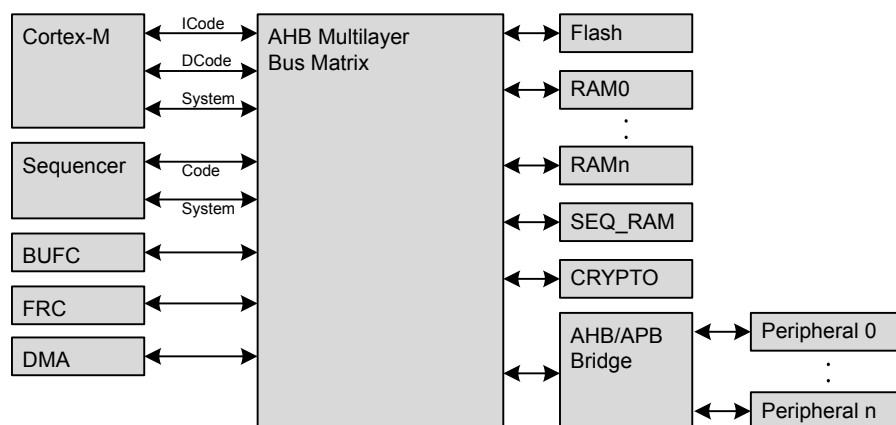 Cortex-M
ICode
DCode
System
Sequencer
Code
System
BUFC
FRC
DMA
AHB Multilayer
Bus Matrix
Flash
RAM0
:
RAMn
SEQ_RAM
CRYPTO
AHB/APB
Bridge
Peripheral 0
:
Peripheral n